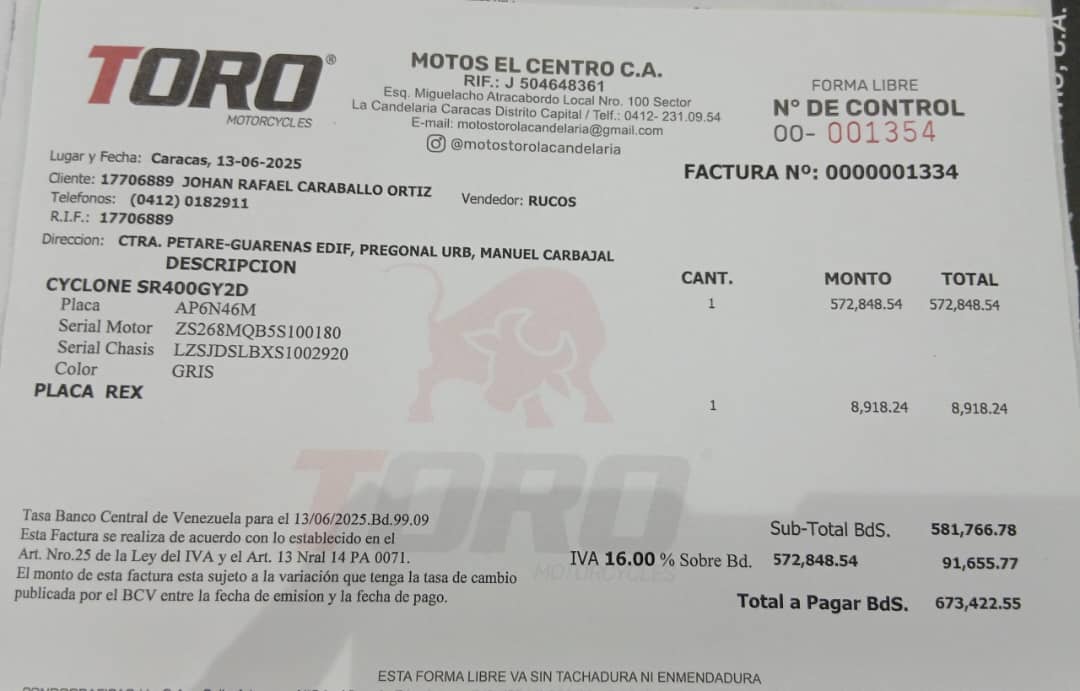 TORO®
MOTORCYCLES
MOTOS EL CENTRO C.A.
RIF.: J 504648361
Esq. Miguelacho Atracabordo Local Nro. 100 Sector
La Candelaria Caracas Distrito Capital / Telf.: 0412- 231.09.54
E-mail: motostorolacandelaria@gmail.com
@motostorolacandelaria
FORMA LIBRE
N° DE CONTROL
00- 001354
FACTURA Nº: 0000001334
Lugar y Fecha: Caracas, 13-06-2025
Cliente: 17706889 JOHAN RAFAEL CARABALLO ORTIZ
Telefonos: (0412) 0182911
Vendedor: RUCOS
R.I.F.: 17706889
Direccion: CTRA. PETARE-GUARENAS EDIF, PREGONAL URB, MANUEL CARBAJAL
DESCRIPCION CANT. MONTO TOTAL
CYCLONE SR400GY2D 1 572,848.54 572,848.54
Placa AP6N46M
Serial Motor ZS268MQB5S100180
Serial Chasis LZSJDSLBXS1002920
Color GRIS
PLACA REX 1 8,918.24 8,918.24
TORO
MOTORCYCLES
Tasa Banco Central de Venezuela para el 13/06/2025.Bd.99.09
Esta Factura se realiza de acuerdo con lo establecido en el
Art. Nro.25 de la Ley del IVA y el Art. 13 Nral 14 PA 0071.
El monto de esta factura esta sujeto a la variación que tenga la tasa de cambio
publicada por el BCV entre la fecha de emision y la fecha de pago.
Sub-Total BdS. 581,766.78
IVA 16.00 % Sobre Bd. 572,848.54 91,655.77
Total a Pagar BdS. 673,422.55
ESTA FORMA LIBRE VA SIN TACHADURA NI ENMENDADURA